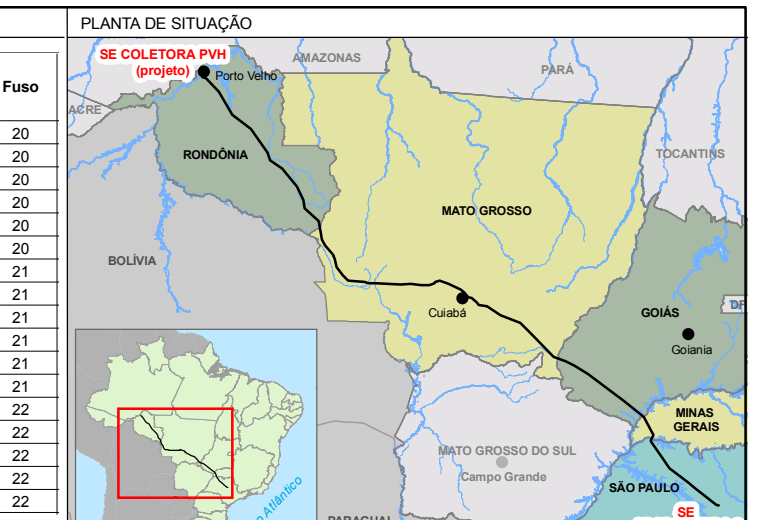 PLANTA DE SITUAÇÃO
Fuso
20
20
20
20
20
20
21
21
21
21
21
21
22
22
22
22
22
SE COLETORA PVH
(projeto)
Porto Velho
AMAZONAS
PARÁ
ACRE
TOCANTINS
RONDÔNIA
MATO GROSSO
BOLÍVIA
Cuiabá
GOIÁS
DF
Goiania
MINAS
GERAIS
MATO GROSSO DO SUL
Campo Grande
SÃO PAULO
SE
Atlântico
PARAGUAI